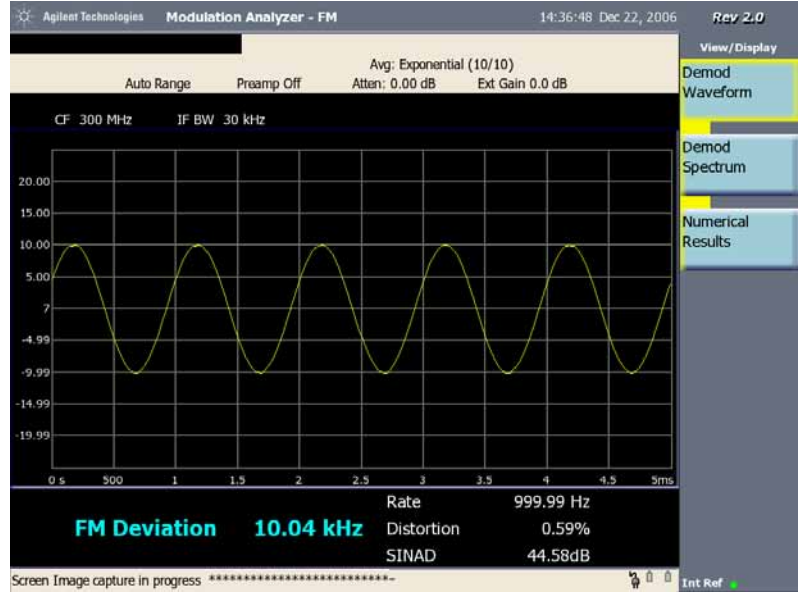 Agilent Technologies Modulation Analyzer - FM 14:36:48 Dec 22, 2006 Rev 2.0
View/Display
Avg: Exponential (10/10)
Auto Range Preamp Off Atten: 0.00 dB Ext Gain 0.0 dB
CF 300 MHz IF BW 30 kHz
Demod
Waveform
Demod
Spectrum
Numerical
Results
20.00
15.00
10.00
5.00
7
-4.99
-9.99
-14.99
-19.99
0 s 500 1 1.5 2 2.5 3 3.5 4 4.5 5ms
FM Deviation 10.04 kHz
Rate 999.99 Hz
Distortion 0.59%
SINAD 44.58dB
Screen Image capture in progress **************************-
Int Ref